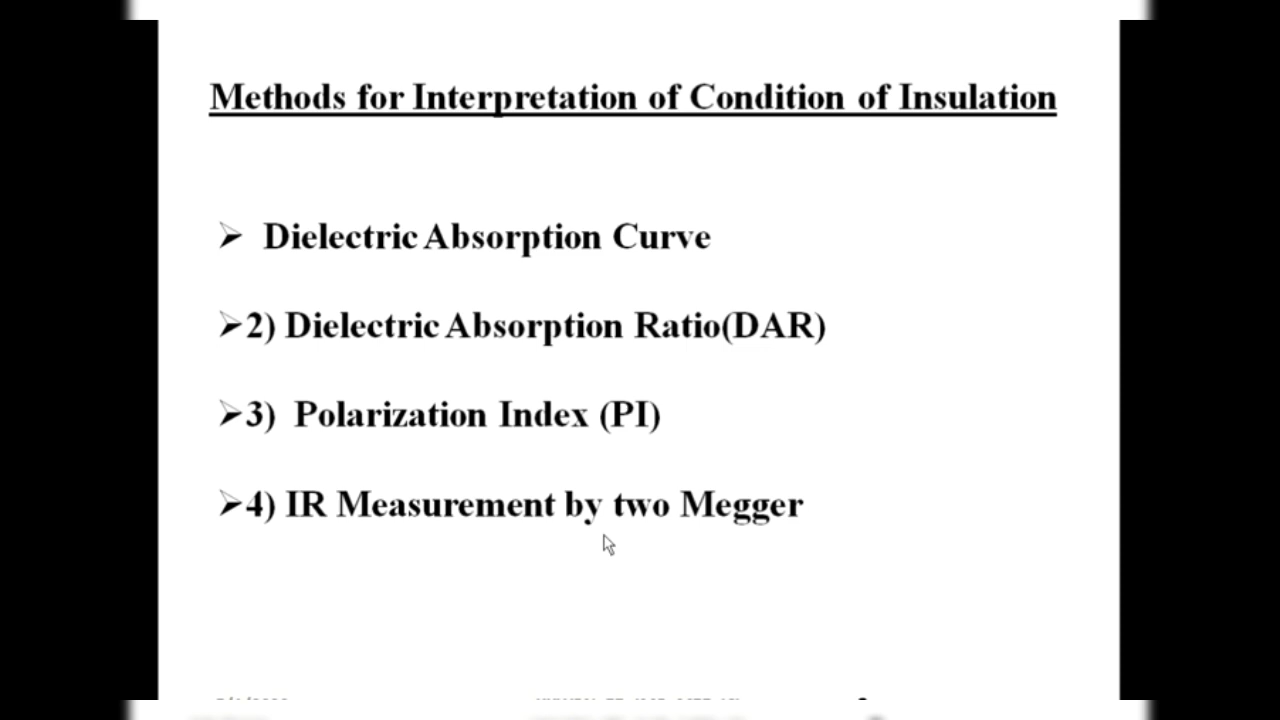 Methods for Interpretation of Condition of Insulation
➢ Dielectric Absorption Curve
➢2) Dielectric Absorption Ratio(DAR)
➢3) Polarization Index (PI)
➢4) IR Measurement by two Megger